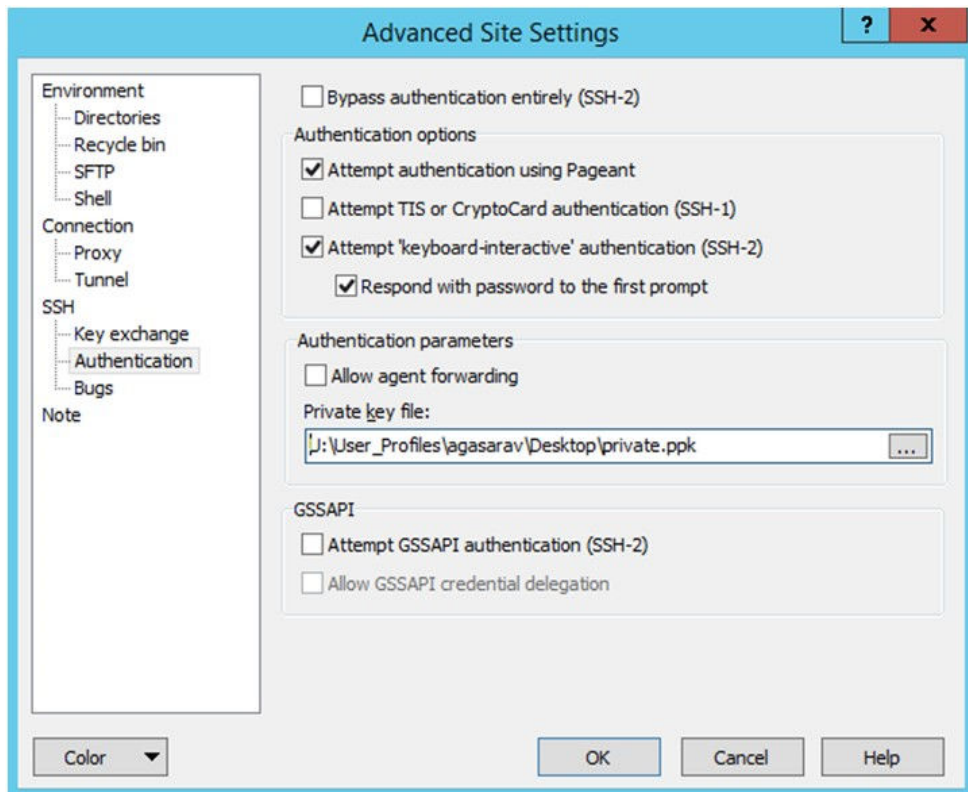 Advanced Site Settings
?
x
Environment
Directories
Recycle bin
SFTP
Shell
Connection
Proxy
Tunnel
SSH
Key exchange
Authentication
Bugs
Note
Bypass authentication entirely (SSH-2)
Authentication options
Attempt authentication using Pageant
Attempt TIS or CryptoCard authentication (SSH-1)
Attempt 'keyboard-interactive' authentication (SSH-2)
Respond with password to the first prompt
Authentication parameters
Allow agent forwarding
Private key file:
J:\User_Profiles\agasarav\Desktop\private.ppk
...
GSSAPI
Attempt GSSAPI authentication (SSH-2)
Allow GSSAPI credential delegation
Color
OK
Cancel
Help